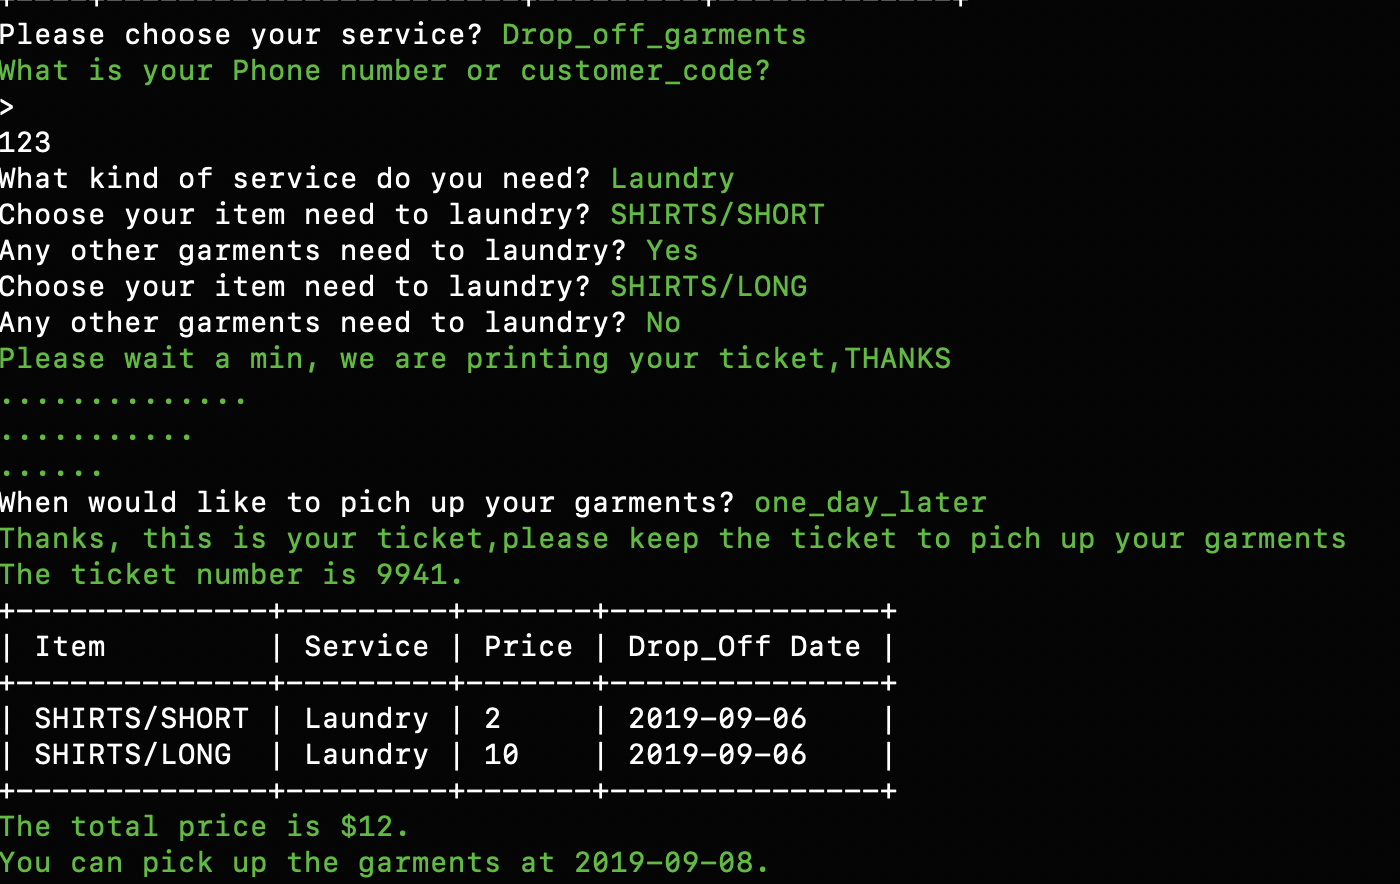 Please choose your service? Drop_off_garments
What is your Phone number or customer_code?
>
123
What kind of service do you need? Laundry
Choose your item need to laundry? SHIRTS/SHORT
Any other garments need to laundry? Yes
Choose your item need to laundry? SHIRTS/LONG
Any other garments need to laundry? No
Please wait a min, we are printing your ticket,THANKS
..............
...........
......
When would like to pich up your garments? one_day_later
Thanks, this is your ticket,please keep the ticket to pich up your garments
The ticket number is 9941.
+--------------+---------+-------+---------------+
| Item         | Service | Price | Drop_Off Date |
+--------------+---------+-------+---------------+
| SHIRTS/SHORT | Laundry | 2     | 2019-09-06    |
| SHIRTS/LONG  | Laundry | 10    | 2019-09-06    |
+--------------+---------+-------+---------------+
The total price is $12.
You can pick up the garments at 2019-09-08.